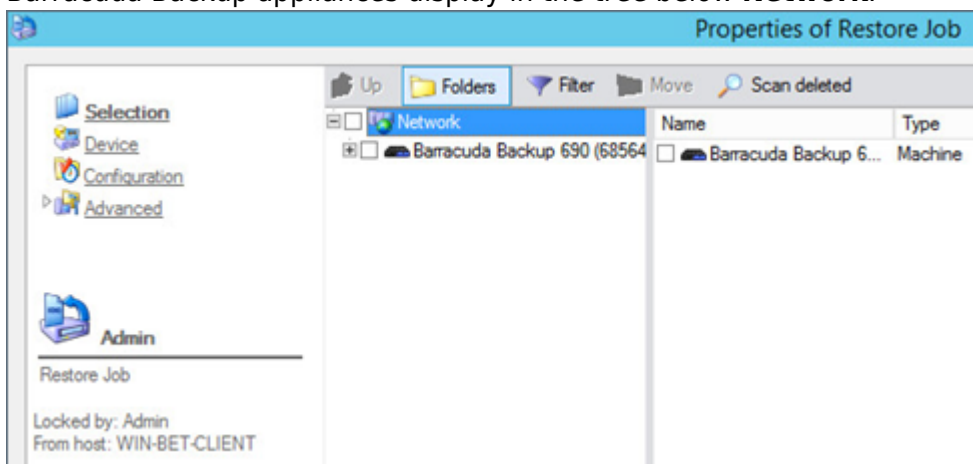 Barracuda Backup appliances display in the tree below Network.
Properties of Restore Job
Selection
Device
Configuration
Advanced
Admin
Restore Job
Locked by: Admin
From host: WIN-BET-CLIENT
Up Folders Filter Move Scan deleted
Network
Barracuda Backup 690 (68564
Name Type
Barracuda Backup 6... Machine